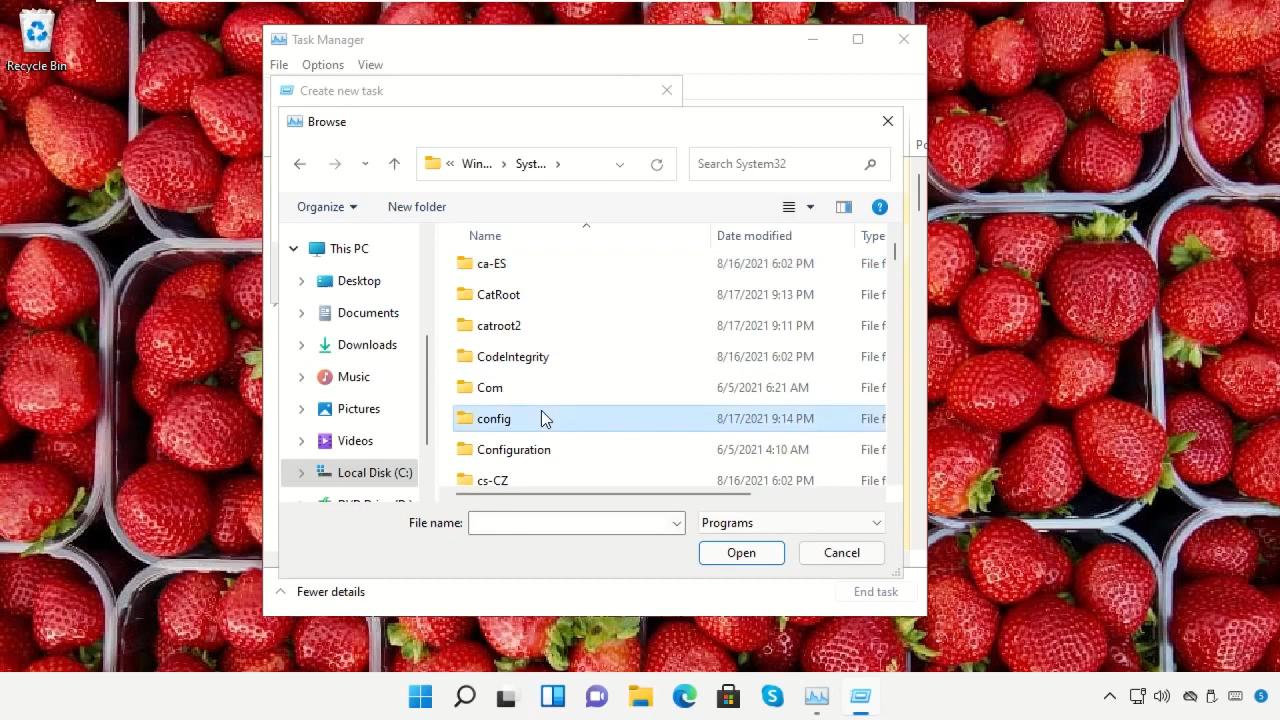 Recycle Bin
Task Manager
File Options View
Create new task
Browse
« Win... › Syst... ›
Search System32
Organize
New folder
Name
Date modified
Type
This PC
Desktop
Documents
Downloads
Music
Pictures
Videos
Local Disk (C:)
ca-ES 8/16/2021 6:02 PM File f
CatRoot 8/17/2021 9:13 PM File f
catroot2 8/17/2021 9:11 PM File f
CodeIntegrity 8/16/2021 6:02 PM File f
Com 6/5/2021 6:21 AM File f
config 8/17/2021 9:14 PM File f
Configuration 6/5/2021 4:10 AM File f
cs-CZ 8/16/2021 6:02 PM File f
File name:
Programs
Open
Cancel
Fewer details
End task
5